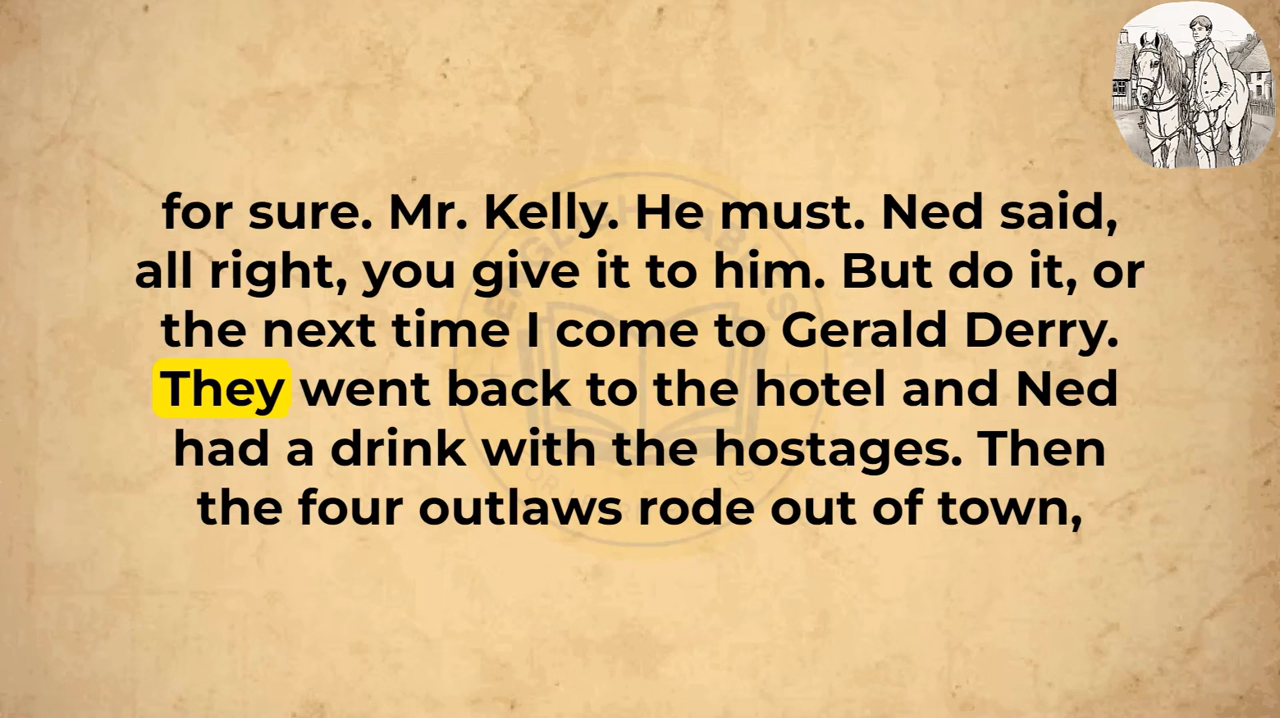 for sure. Mr. Kelly. He must. Ned said,
all right, you give it to him. But do it, or
the next time I come to Gerald Derry.
They went back to the hotel and Ned
had a drink with the hostages. Then
the four outlaws rode out of town,